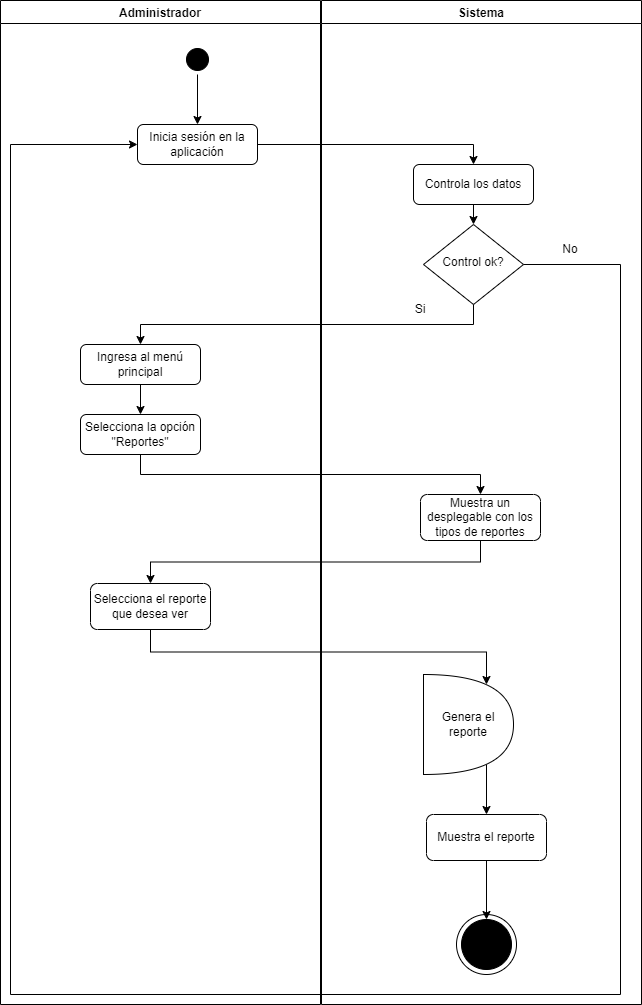 Administrador
Sistema
Inicia sesión en la
aplicación
Controla los datos
Control ok?
No
Si
Ingresa al menú
principal
Selecciona la opción
"Reportes"
Muestra un
desplegable con los
tipos de reportes
Selecciona el reporte
que desea ver
Genera el
reporte
Muestra el reporte